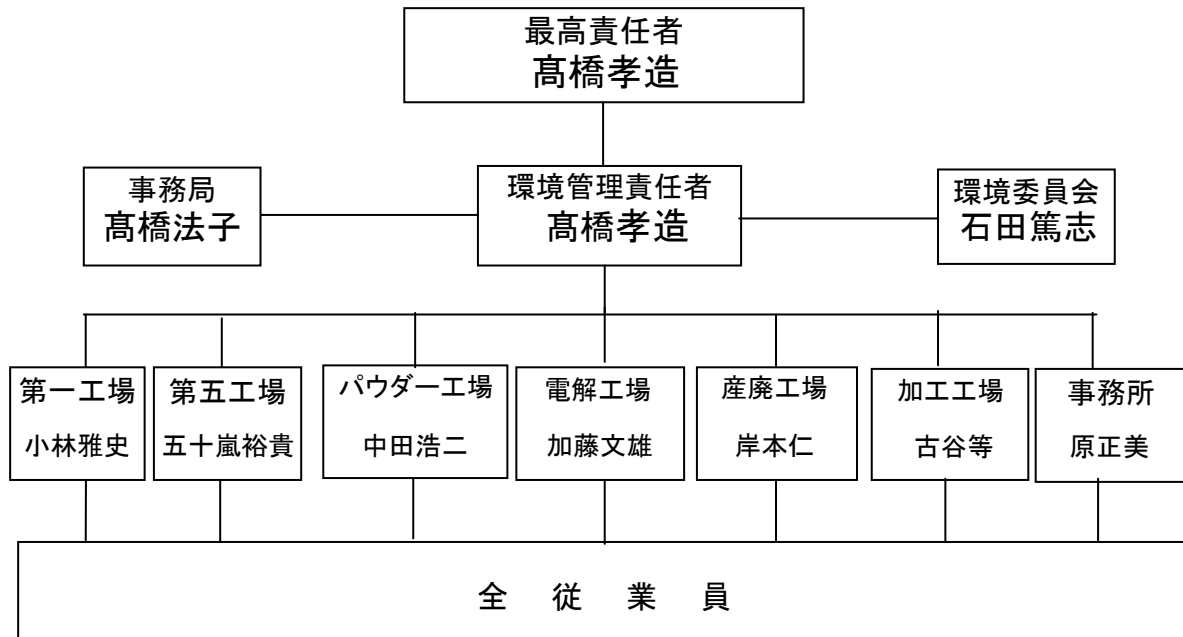 最高責任者
髙橋孝造
事務局
髙橋法子
環境管理責任者
髙橋孝造
環境委員会
石田篤志
第一工場
小林雅史
第五工場
五十嵐裕貴
パウダー工場
中田浩二
電解工場
加藤文雄
産廃工場
岸本仁
加工工場
古谷等
事務所
原正美
全 従 業 員